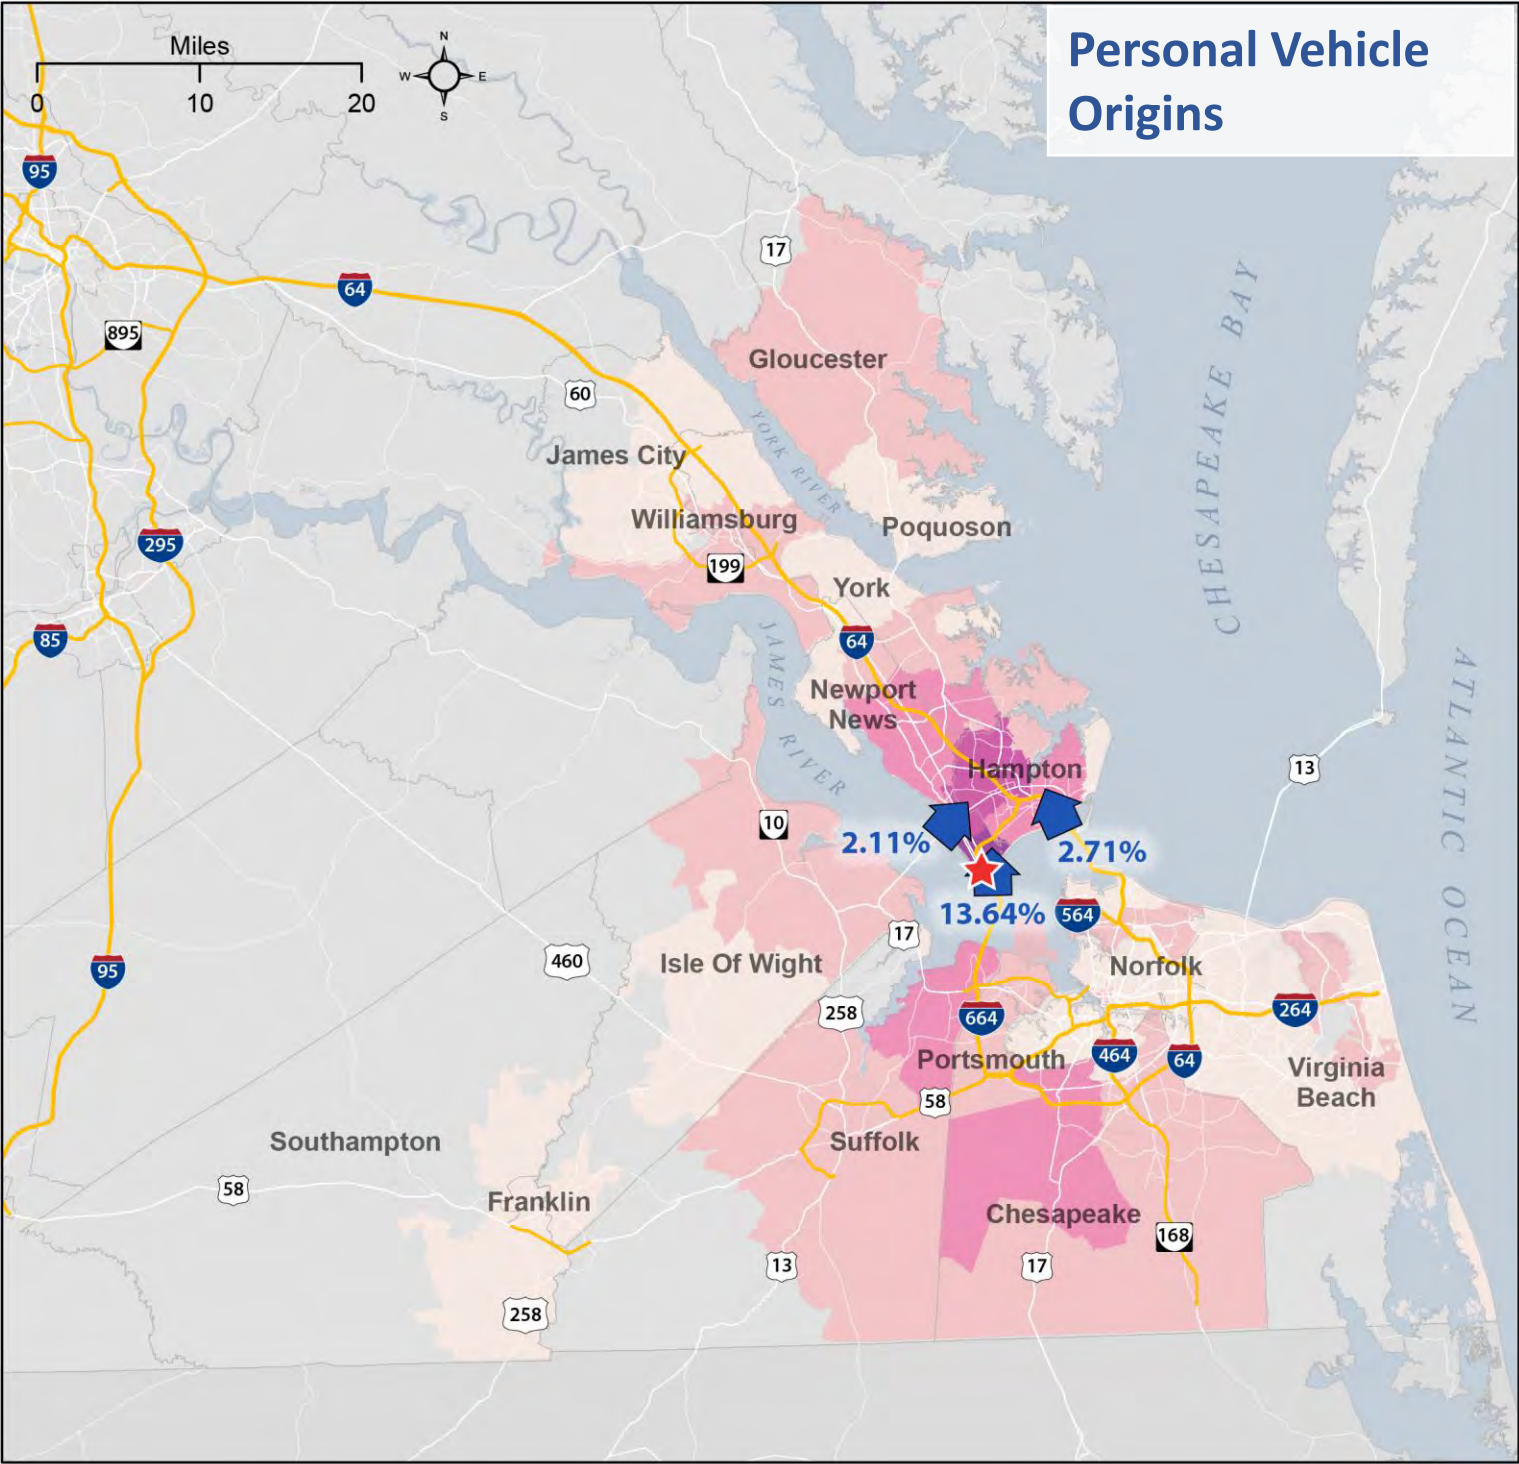 Personal Vehicle
Origins
Miles
0 10 20
N
W E
S
95
17
64
895
60
Gloucester
CHESAPEAKE BAY
YORK RIVER
James City
Williamsburg
Poquoson
295
199
York
85
64
JAMES RIVER
Newport
News
ATLANTIC OCEAN
Hampton
13
10
2.11%
2.71%
13.64%
564
17
95
460
Isle Of Wight
Norfolk
258
664
264
Portsmouth
464
64
Virginia
Beach
58
Southampton
Suffolk
58
Franklin
Chesapeake
168
13
17
258